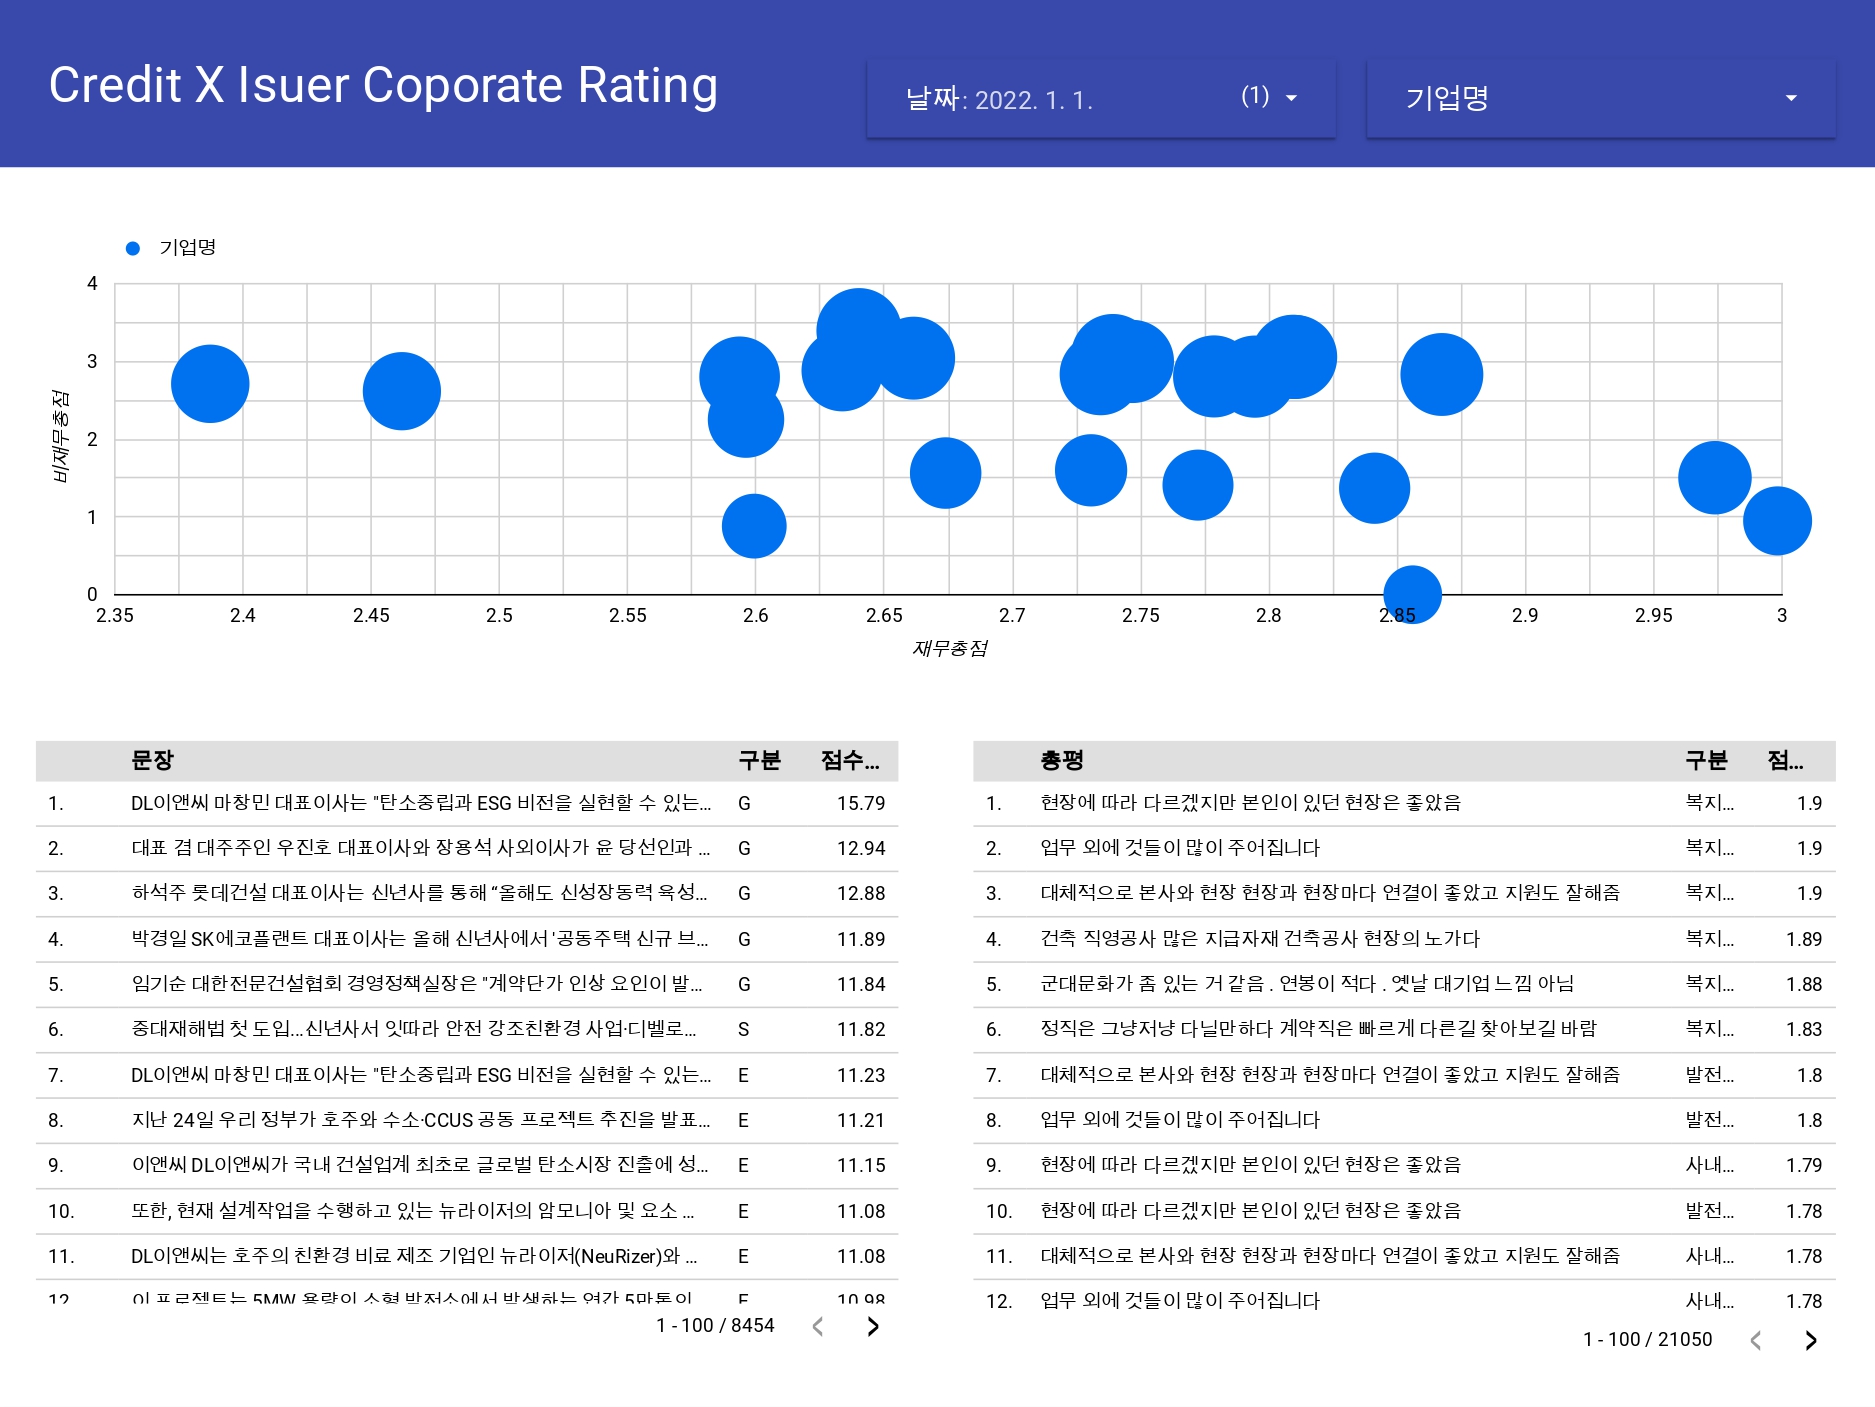 Credit X Isuer Coporate Rating
날짜: 2022. 1. 1. (1)
기업명
기업명
4
3
2
1
0
비재무총점
2.35 2.4 2.45 2.5 2.55 2.6 2.65 2.7 2.75 2.8 2.85 2.9 2.95 3
재무총점
문장 구분 점수...
1. DL이앤씨 마창민 대표이사는 "탄소중립과 ESG 비전을 실현할 수 있는... G 15.79
2. 대표 겸 대주주인 우진호 대표이사와 장용석 사외이사가 윤 당선인과 ... G 12.94
3. 하석주 롯데건설 대표이사는 신년사를 통해 “올해도 신성장동력 육성... G 12.88
4. 박경일 SK에코플랜트 대표이사는 올해 신년사에서 '공동주택 신규 브... G 11.89
5. 임기순 대한전문건설협회 경영정책실장은 "계약단가 인상 요인이 발... G 11.84
6. 중대재해법 첫 도입...신년사서 잇따라 안전 강조친환경 사업·디벨로... S 11.82
7. DL이앤씨 마창민 대표이사는 "탄소중립과 ESG 비전을 실현할 수 있는... E 11.23
8. 지난 24일 우리 정부가 호주와 수소·CCUS 공동 프로젝트 추진을 발표... E 11.21
9. 이앤씨 DL이앤씨가 국내 건설업계 최초로 글로벌 탄소시장 진출에 성... E 11.15
10. 또한, 현재 설계작업을 수행하고 있는 뉴라이저의 암모니아 및 요소 ... E 11.08
11. DL이앤씨는 호주의 친환경 비료 제조 기업인 뉴라이저(NeuRizer)와 ... E 11.08
12. 이 프로젝트는 5MW 용량의 소형 발전소에서 발생하는 연간 5만톤의 ... E 10.98
1 - 100 / 8454
총평 구분 점...
1. 현장에 따라 다르겠지만 본인이 있던 현장은 좋았음 복지... 1.9
2. 업무 외에 것들이 많이 주어집니다 복지... 1.9
3. 대체적으로 본사와 현장 현장과 현장마다 연결이 좋았고 지원도 잘해줌 복지... 1.9
4. 건축 직영공사 많은 지급자재 건축공사 현장의 노가다 복지... 1.89
5. 군대문화가 좀 있는 거 같음 . 연봉이 적다 . 옛날 대기업 느낌 아님 복지... 1.88
6. 정직은 그냥저냥 다닐만하다 계약직은 빠르게 다른길 찾아보길 바람 복지... 1.83
7. 대체적으로 본사와 현장 현장과 현장마다 연결이 좋았고 지원도 잘해줌 발전... 1.8
8. 업무 외에 것들이 많이 주어집니다 발전... 1.8
9. 현장에 따라 다르겠지만 본인이 있던 현장은 좋았음 사내... 1.79
10. 현장에 따라 다르겠지만 본인이 있던 현장은 좋았음 발전... 1.78
11. 대체적으로 본사와 현장 현장과 현장마다 연결이 좋았고 지원도 잘해줌 사내... 1.78
12. 업무 외에 것들이 많이 주어집니다 사내... 1.78
1 - 100 / 21050